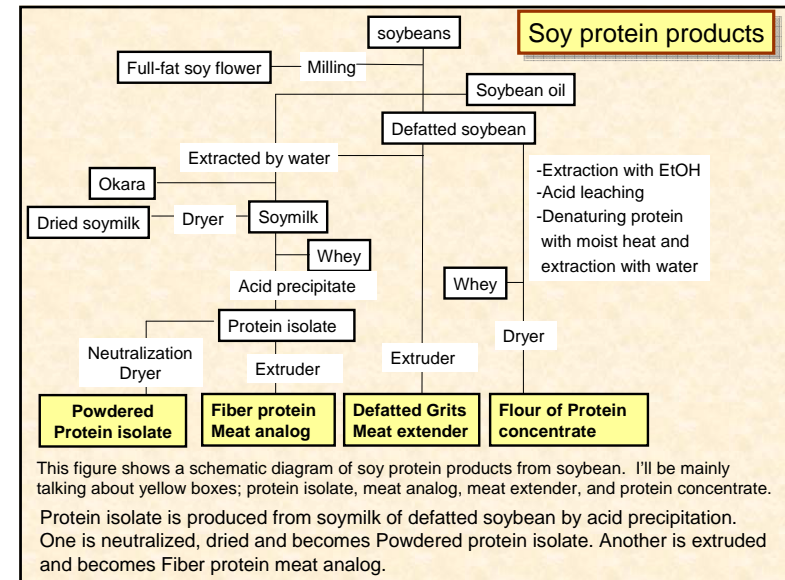 Soy protein products
soybeans
Full-fat soy flower
Milling
Soybean oil
Defatted soybean
Extracted by water
-Extraction with EtOH
-Acid leaching
-Denaturing protein
with moist heat and
extraction with water
Okara
Dried soymilk
Dryer
Soymilk
Whey
Acid precipitate
Whey
Protein isolate
Neutralization
Dryer
Extruder
Extruder
Dryer
Powdered
Protein isolate
Fiber protein
Meat analog
Defatted Grits
Meat extender
Flour of Protein
concentrate
This figure shows a schematic diagram of soy protein products from soybean. I'll be mainly
talking about yellow boxes; protein isolate, meat analog, meat extender, and protein concentrate.
Protein isolate is produced from soymilk of defatted soybean by acid precipitation.
One is neutralized, dried and becomes Powdered protein isolate. Another is extruded
and becomes Fiber protein meat analog.